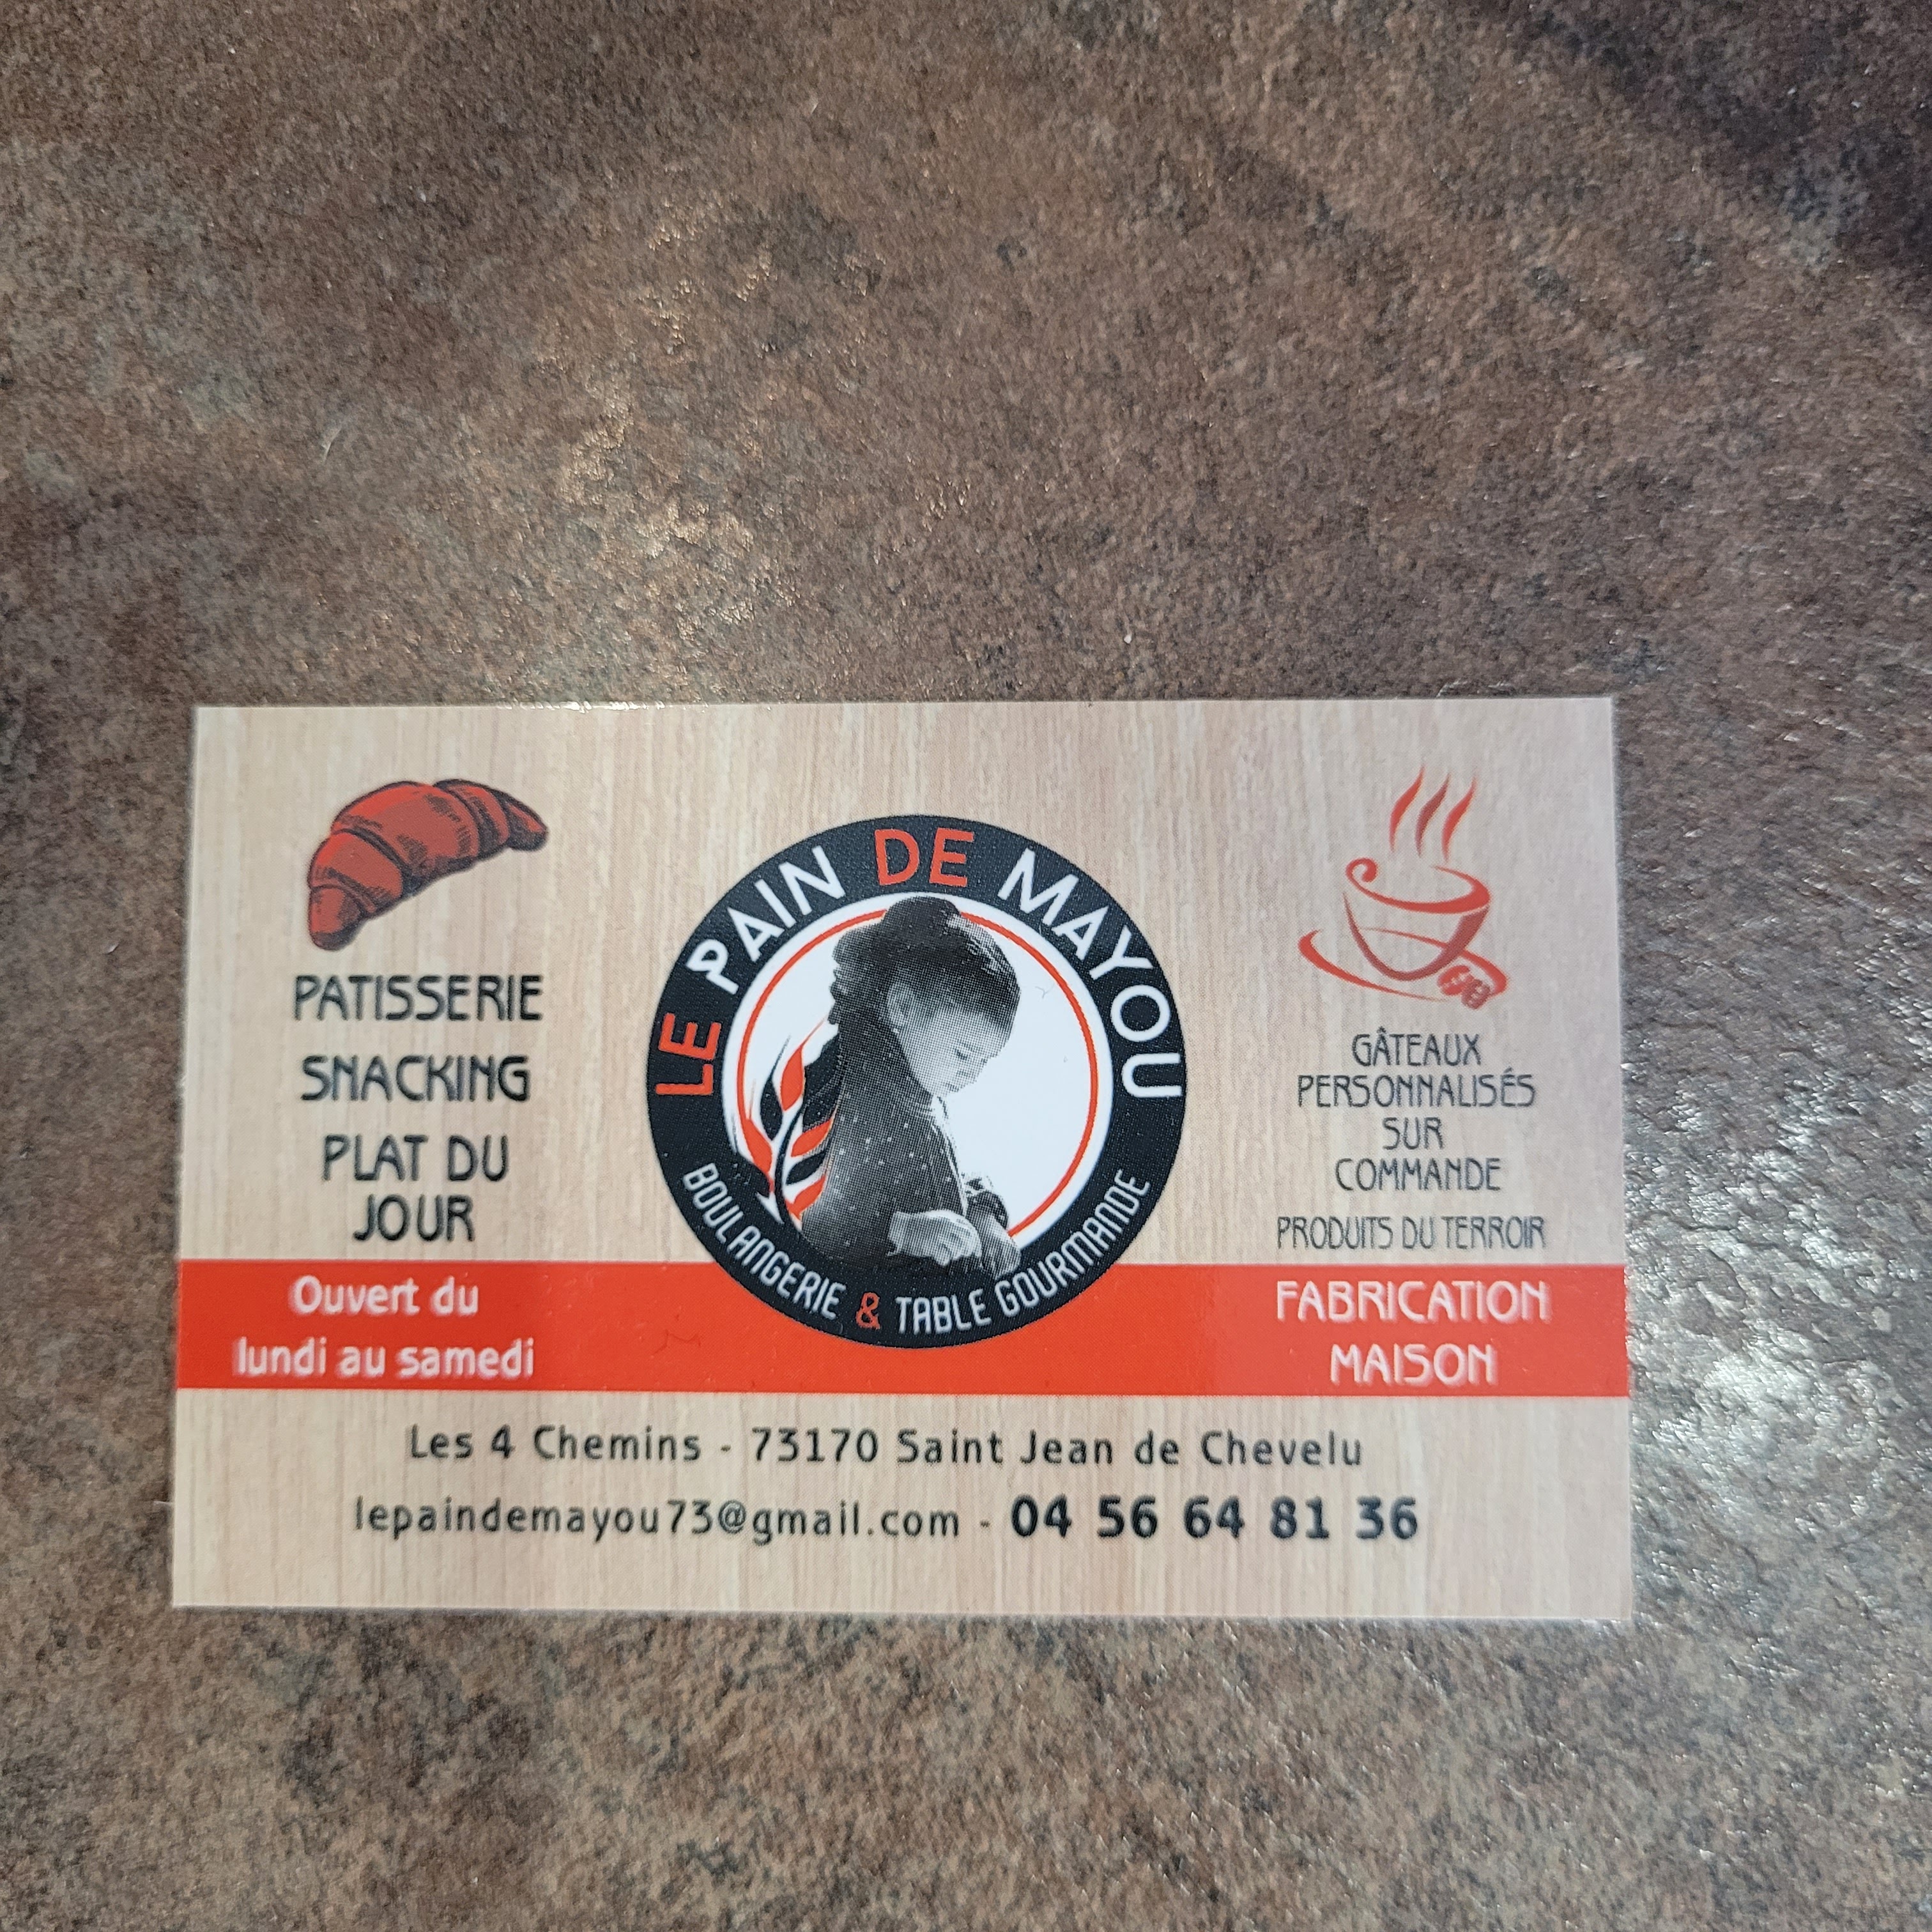 LE PAIN DE MAYOU
BOULANGERIE & TABLE GOURMANDE
PATISSERIE
SNACKING
PLAT DU
JOUR
GÂTEAUX
PERSONNALISÉS
SUR
COMMANDE
PRODUITS DU TERROIR
Ouvert du
lundi au samedi
FABRICATION
MAISON
Les 4 Chemins - 73170 Saint Jean de Chevelu
lepaindemayou73@gmail.com - 04 56 64 81 36